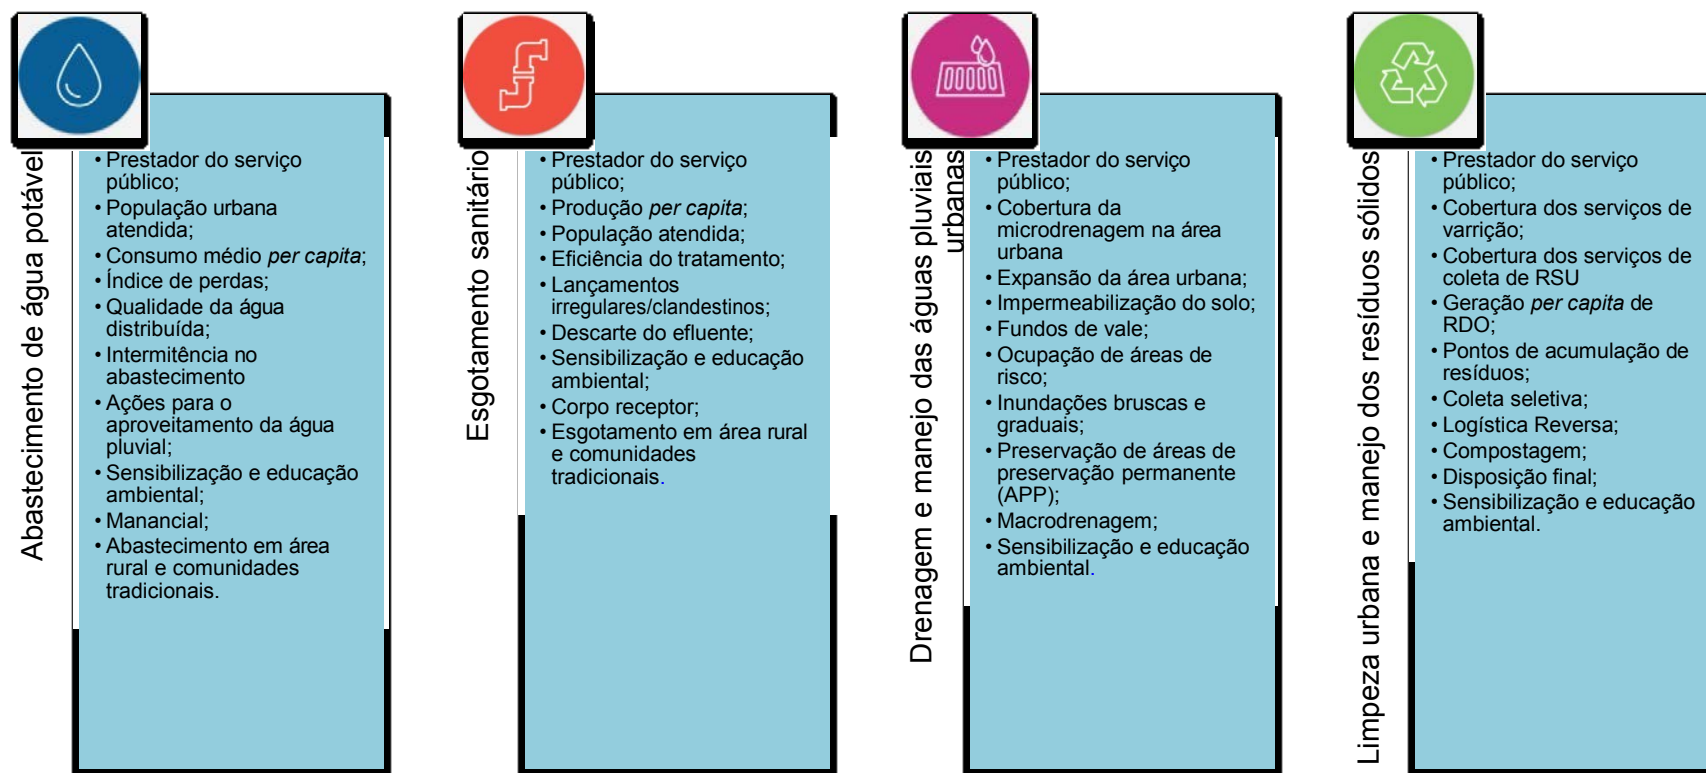 Abastecimento de água potável
• Prestador do serviço
público;
• População urbana
atendida;
• Consumo médio per capita;
• Índice de perdas;
• Qualidade da água
distribuída;
• Intermitência no
abastecimento
• Ações para o
aproveitamento da água
pluvial;
• Sensibilização e educação
ambiental;
• Manancial;
• Abastecimento em área
rural e comunidades
tradicionais.
Esgotamento sanitário
• Prestador do serviço
público;
• Produção per capita;
• População atendida;
• Eficiência do tratamento;
• Lançamentos
irregulares/clandestinos;
• Descarte do efluente;
• Sensibilização e educação
ambiental;
• Corpo receptor;
• Esgotamento em área rural
e comunidades
tradicionais.
Drenagem e manejo das águas pluviais
urbanas
• Prestador do serviço
público;
• Cobertura da
microdrenagem na área
urbana
• Expansão da área urbana;
• Impermeabilização do solo;
• Fundos de vale;
• Ocupação de áreas de
risco;
• Inundações bruscas e
graduais;
• Preservação de áreas de
preservação permanente
(APP);
• Macrodrenagem;
• Sensibilização e educação
ambiental.
Limpeza urbana e manejo dos resíduos sólidos
• Prestador do serviço
público;
• Cobertura dos serviços de
varrição;
• Cobertura dos serviços de
coleta de RSU
• Geração per capita de
RDO;
• Pontos de acumulação de
resíduos;
• Coleta seletiva;
• Logística Reversa;
• Compostagem;
• Disposição final;
• Sensibilização e educação
ambiental.